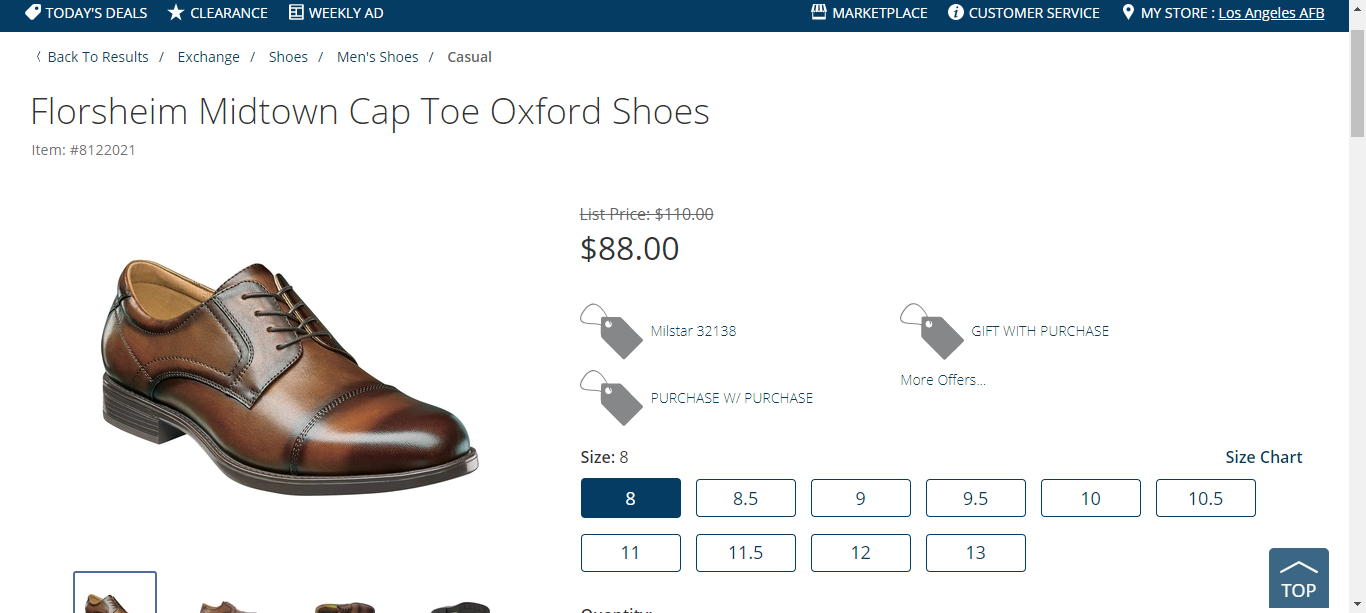 TODAY'S DEALS CLEARANCE WEEKLY AD MARKETPLACE CUSTOMER SERVICE MY STORE : Los Angeles AFB
Back To Results / Exchange / Shoes / Men's Shoes / Casual
Florsheim Midtown Cap Toe Oxford Shoes
Item: #8122021
List Price: $110.00
$88.00
Milstar 32138
GIFT WITH PURCHASE
PURCHASE W/ PURCHASE
More Offers...
Size: 8 Size Chart
8 8.5 9 9.5 10 10.5
11 11.5 12 13
Quantity:
TOP